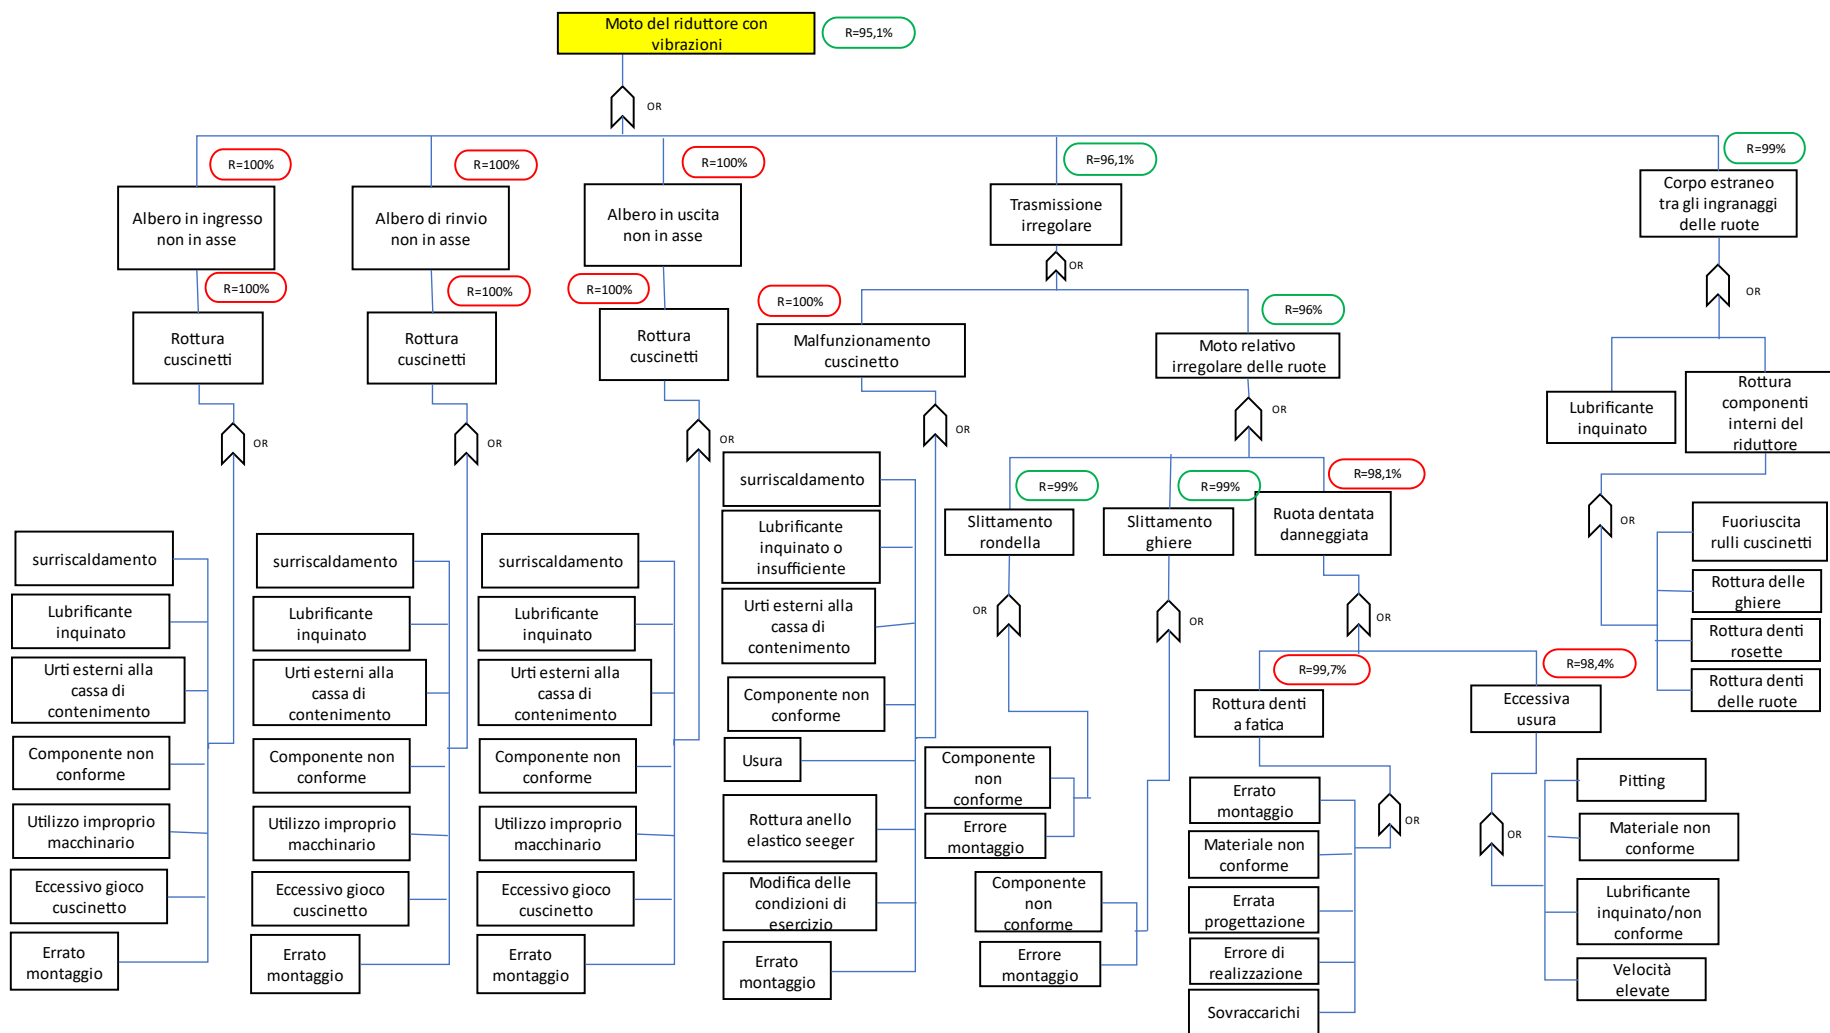 Moto del riduttore con
vibrazioni
R=95,1%
OR
R=100%
R=100%
R=100%
R=96,1%
R=99%
Albero in ingresso
non in asse
Albero di rinvio
non in asse
Albero in uscita
non in asse
Trasmissione
irregolare
Corpo estraneo
tra gli ingranaggi
delle ruote
OR
OR
R=100%
R=100%
R=100%
R=100%
R=96%
Rottura
cuscinetti
Rottura
cuscinetti
Rottura
cuscinetti
Malfunzionamento
cuscinetto
Moto relativo
irregolare delle ruote
Lubrificante
inquinato
Rottura
componenti
interni del
riduttore
OR
OR
OR
OR
OR
surriscaldamento
Lubrificante
inquinato
Urti esterni alla
cassa di
contenimento
Componente non
conforme
Utilizzo improprio
macchinario
Eccessivo gioco
cuscinetto
Errato
montaggio
surriscaldamento
Lubrificante
inquinato
Urti esterni alla
cassa di
contenimento
Componente non
conforme
Utilizzo improprio
macchinario
Eccessivo gioco
cuscinetto
Errato
montaggio
surriscaldamento
Lubrificante
inquinato
Urti esterni alla
cassa di
contenimento
Componente non
conforme
Utilizzo improprio
macchinario
Eccessivo gioco
cuscinetto
Errato
montaggio
surriscaldamento
Lubrificante
inquinato o
insufficiente
Urti esterni alla
cassa di
contenimento
Componente non
conforme
Usura
Rottura anello
elastico seeger
Modifica delle
condizioni di
esercizio
Errato
montaggio
R=99%
R=99%
R=98,1%
Slittamento
rondella
Slittamento
ghiere
Ruota dentata
danneggiata
OR
OR
OR
Componente
non
conforme
Errore
montaggio
Componente
non
conforme
Errore
montaggio
R=99,7%
R=98,4%
Rottura denti
a fatica
Eccessiva
usura
OR
OR
Errato
montaggio
Materiale non
conforme
Errata
progettazione
Errore di
realizzazione
Sovraccarichi
Pitting
Materiale non
conforme
Lubrificante
inquinato/non
conforme
Velocità
elevate
OR
Fuoriuscita
rulli cuscinetti
Rottura delle
ghiere
Rottura denti
rosette
Rottura denti
delle ruote